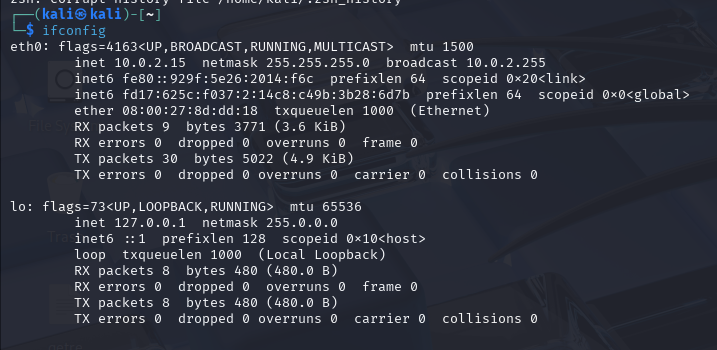 zsh: corrupt history file /home/kali/.zsh_history
┌──(kali㉿kali)-[~]
└─$ ifconfig
eth0: flags=4163<UP,BROADCAST,RUNNING,MULTICAST>  mtu 1500
        inet 10.0.2.15  netmask 255.255.255.0  broadcast 10.0.2.255
        inet6 fe80::929f:5e26:2014:f6c  prefixlen 64  scopeid 0×20<link>
        inet6 fd17:625c:f037:2:14c8:c49b:3b28:6d7b  prefixlen 64  scopeid 0×0<global>
        ether 08:00:27:8d:dd:18  txqueuelen 1000  (Ethernet)
        RX packets 9  bytes 3771 (3.6 KiB)
        RX errors 0  dropped 0  overruns 0  frame 0
        TX packets 30  bytes 5022 (4.9 KiB)
        TX errors 0  dropped 0 overruns 0  carrier 0  collisions 0

lo: flags=73<UP,LOOPBACK,RUNNING>  mtu 65536
        inet 127.0.0.1  netmask 255.0.0.0
        inet6 ::1  prefixlen 128  scopeid 0×10<host>
        loop  txqueuelen 1000  (Local Loopback)
        RX packets 8  bytes 480 (480.0 B)
        RX errors 0  dropped 0  overruns 0  frame 0
        TX packets 8  bytes 480 (480.0 B)
        TX errors 0  dropped 0 overruns 0  carrier 0  collisions 0